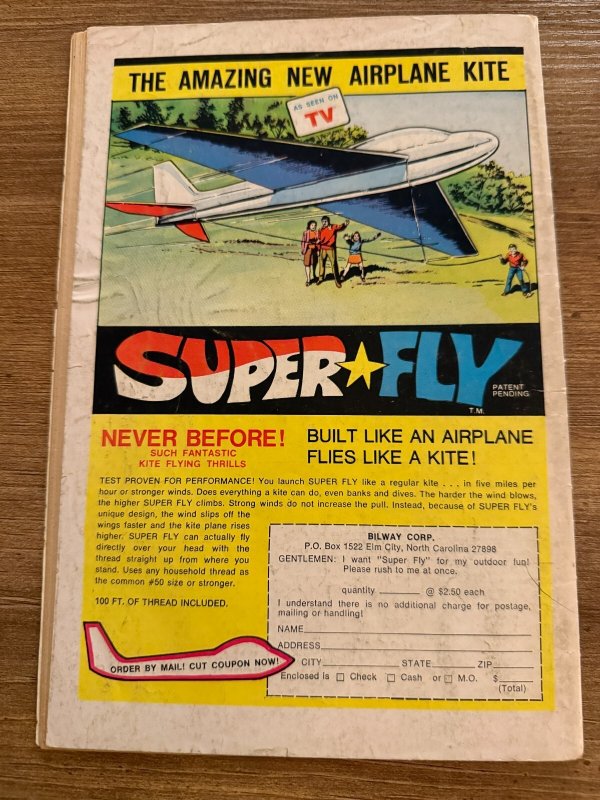 THE AMAZING NEW AIRPLANE KITE
AS SEEN ON
TV
T.M.
SUPER FLY
PATENT
PENDING
T.M.
NEVER BEFORE!
SUCH FANTASTIC
KITE FLYING THRILLS
BUILT LIKE AN AIRPLANE
FLIES LIKE A KITE!
TEST PROVEN FOR PERFORMANCE! You launch SUPER FLY like a regular kite . . . in five miles per
hour or stronger winds. Does everything a kite can do, even banks and dives. The harder the wind blows,
the higher SUPER FLY climbs. Strong winds do not increase the pull. Instead, because of SUPER FLY's
unique design, the wind slips off the
wings faster and the kite plane rises
higher. SUPER FLY can actually fly
directly over your head with the
thread straight up from where you
stand. Uses any household thread as
the common #50 size or stronger.
100 FT. OF THREAD INCLUDED.
ORDER BY MAIL! CUT COUPON NOW!
BILWAY CORP.
P.O. Box 1522 Elm City, North Carolina 27898
GENTLEMEN: I want "Super Fly" for my outdoor fun!
Please rush to me at once.
quantity ______ @ $2.50 each
I understand there is no additional charge for postage,
mailing or handling!
NAME
ADDRESS
CITY STATE ZIP
Enclosed is ☐ Check ☐ Cash or ☐ M.O. $
(Total)